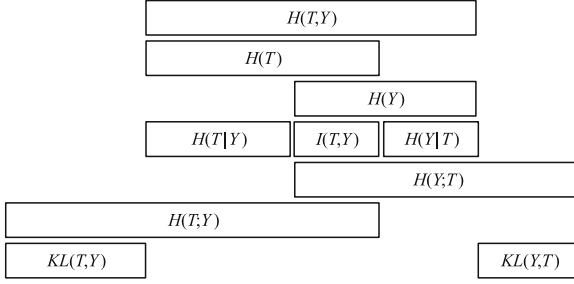 H(T,Y)
H(T)
H(Y)
H(T|Y) I(T,Y) H(Y|T)
H(Y;T)
H(T;Y)
KL(T,Y) KL(Y,T)